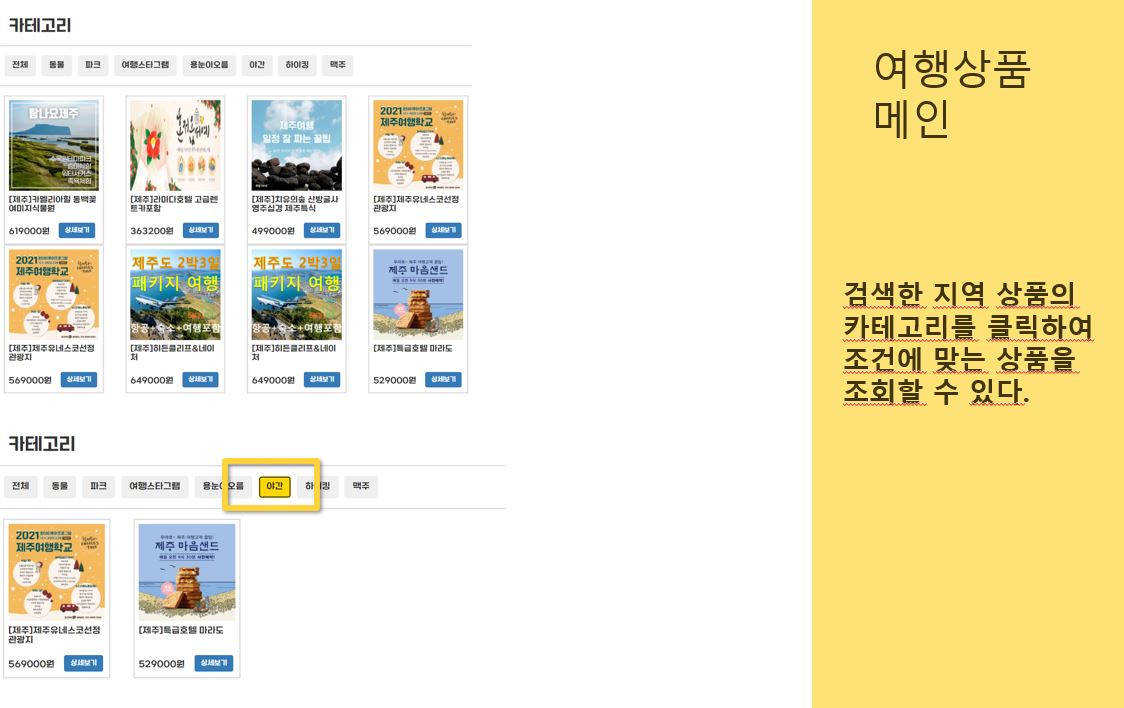 카테고리
전체 동물 파크 여행스타그램 용눈이오름 야간 하이킹 맥주
탐나요제주
수목원테마파크
승마체험
워터서커스
족욕체험
제주여행
일정 잘 짜는 꿀팁
2021
제주여행학교
[제주]카멜리아힐 동백꽃
여미지식물원
619000원 상세보기
[제주]라마다호텔 고급렌
트카포함
363200원 상세보기
[제주]치유의숲 산방굴사
영주십경 제주특식
499000원 상세보기
[제주]제주유네스코선정
관광지
569000원 상세보기
2021
제주여행학교
제주도 2박3일
패키지 여행
항공+숙소+여행포함
제주도 2박3일
패키지 여행
항공+숙소+여행포함
제주 마음샌드
[제주]제주유네스코선정
관광지
569000원 상세보기
[제주]히든클리프&네이
처
649000원 상세보기
[제주]히든클리프&네이
처
649000원 상세보기
[제주]특급호텔 마라도
529000원 상세보기
카테고리
전체 동물 파크 여행스타그램 용눈이오름 야간 하이킹 맥주
2021
제주여행학교
제주 마음샌드
[제주]제주유네스코선정
관광지
569000원 상세보기
[제주]특급호텔 마라도
529000원 상세보기
여행상품
메인
검색한 지역 상품의
카테고리를 클릭하여
조건에 맞는 상품을
조회할 수 있다.